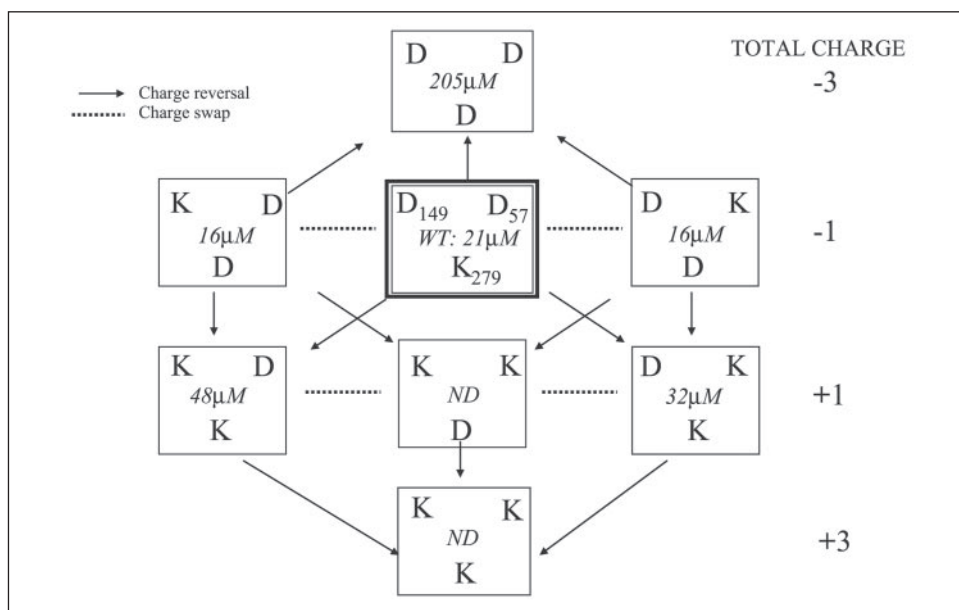 TOTAL CHARGE
D D
205μM
D
-3
Charge reversal
Charge swap
K D
16μM
D
D149 D57
WT: 21μM
K279
D K
16μM
D
-1
K D
48μM
K
K K
ND
D
D K
32μM
K
+1
K K
ND
K
+3